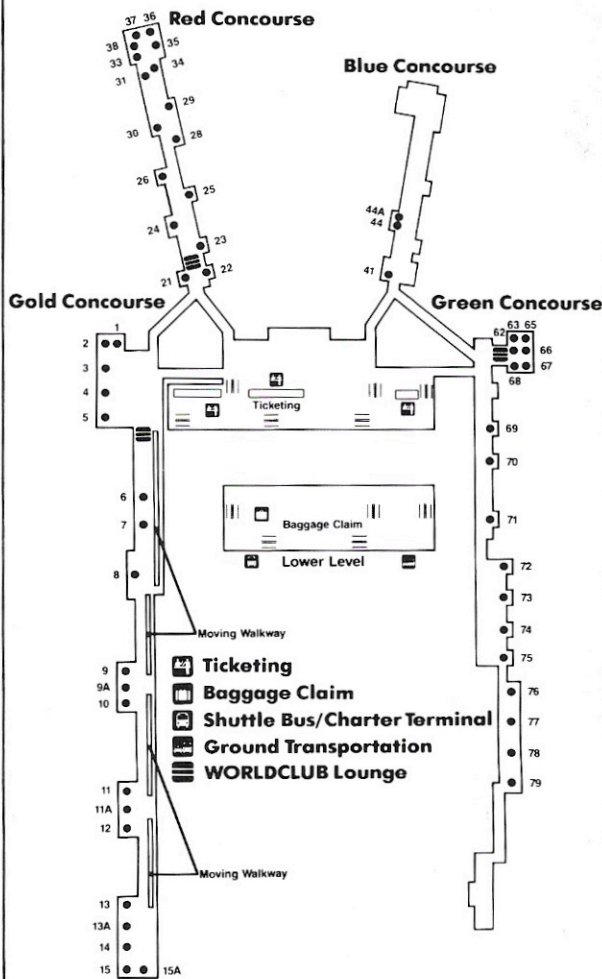 Red Concourse
37 36
38 35
33 34
31
29
30 28
26
25
24
23
21 22
Blue Concourse
44A
44
41
Gold Concourse
1
2
3
4
5
6
7
8
9
9A
10
11
11A
12
13
13A
14
15 15A
Green Concourse
62 63 65
66
67
68
69
70
71
72
73
74
75
76
77
78
79
Ticketing
Baggage Claim
Lower Level
Moving Walkway
Ticketing
Baggage Claim
Shuttle Bus/Charter Terminal
Ground Transportation
WORLDCLUB Lounge
Moving Walkway